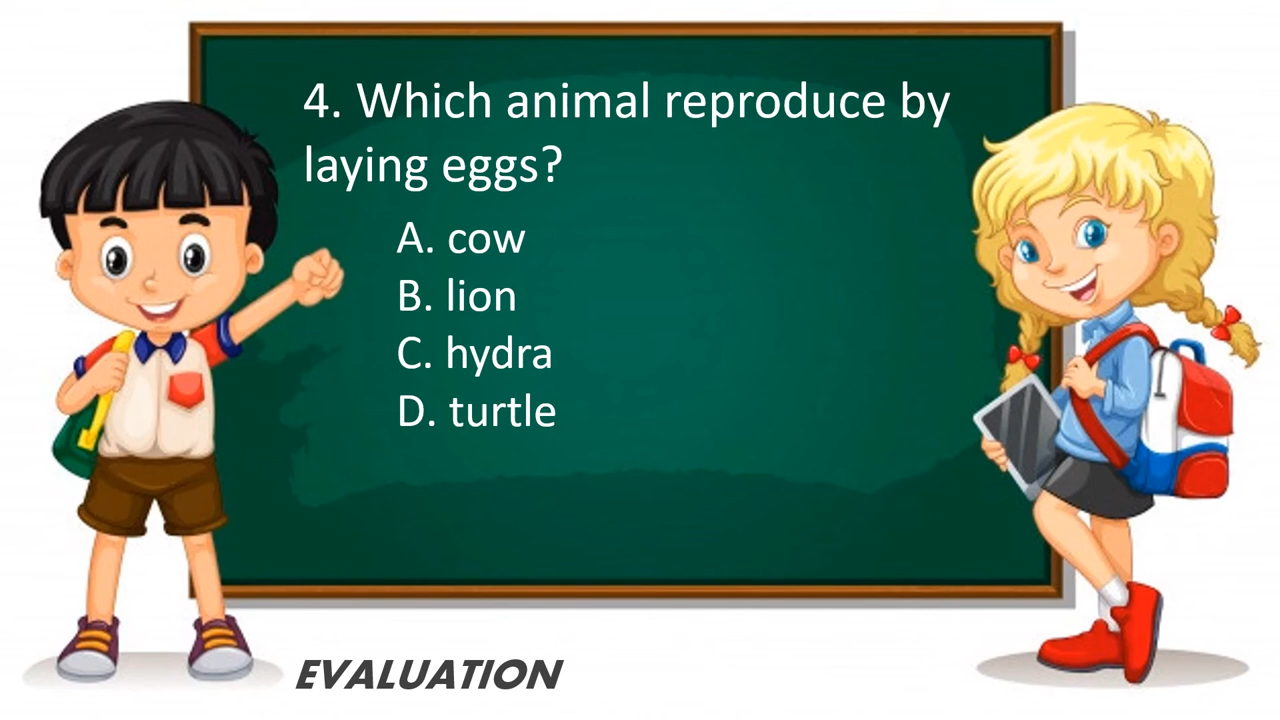 4. Which animal reproduce by
laying eggs?
A. cow
B. lion
C. hydra
D. turtle
EVALUATION